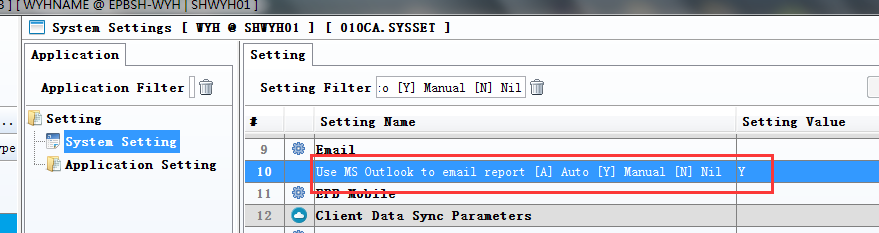 ] [ WYHNAME @ EPBSH-WYH | SHWYH01 ]
System Settings [ WYH @ SHWYH01 ] [ 010CA.SYSSET ]
Application
Application Filter
Setting
System Setting
Application Setting
Setting
Setting Filter :o [Y] Manual [N] Nil
# Setting Name Setting Value
9 Email
10 Use MS Outlook to email report [A] Auto [Y] Manual [N] Nil Y
11 EPB Mobile
12 Client Data Sync Parameters